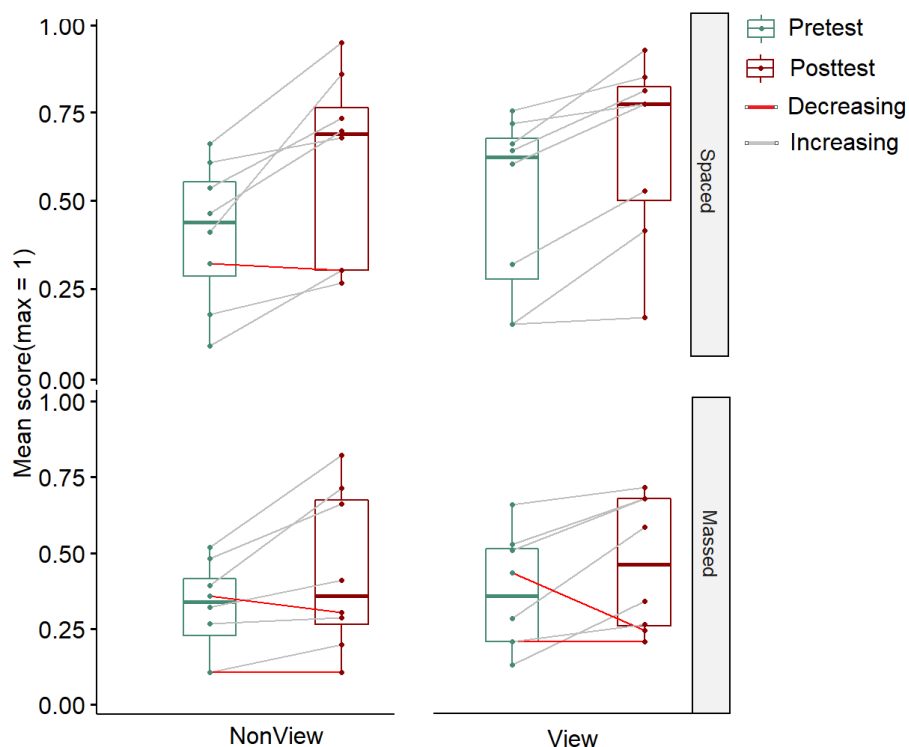 Mean score(max = 1)
1.00
0.75
0.50
0.25
0.00
Spaced
Pretest
Posttest
Decreasing
Increasing
1.00
0.75
0.50
0.25
0.00
Massed
NonView
View